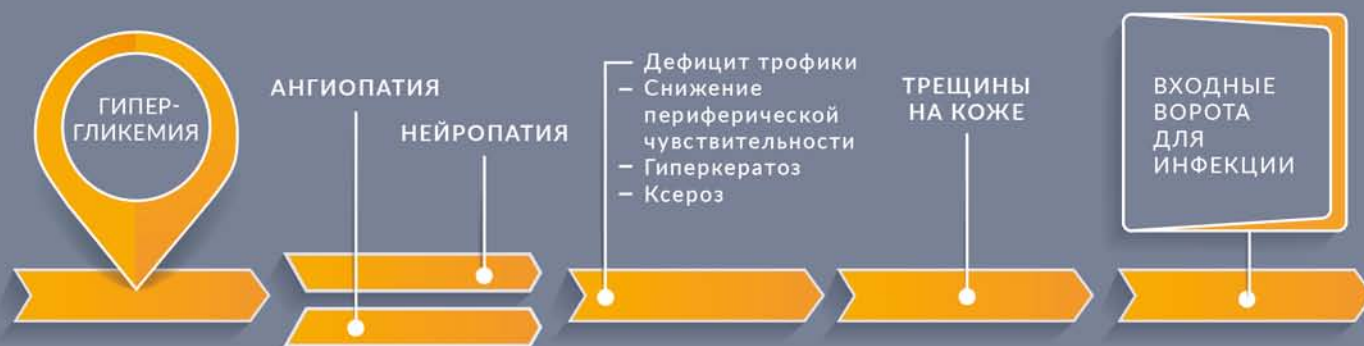 ГИПЕР-
ГЛИКЕМИЯ
АНГИОПАТИЯ
НЕЙРОПАТИЯ
Дефицит трофики
– Снижение
периферической
чувствительности
– Гиперкератоз
– Ксероз
ТРЕЩИНЫ
НА КОЖЕ
ВХОДНЫЕ
ВОРОТА
ДЛЯ
ИНФЕКЦИИ